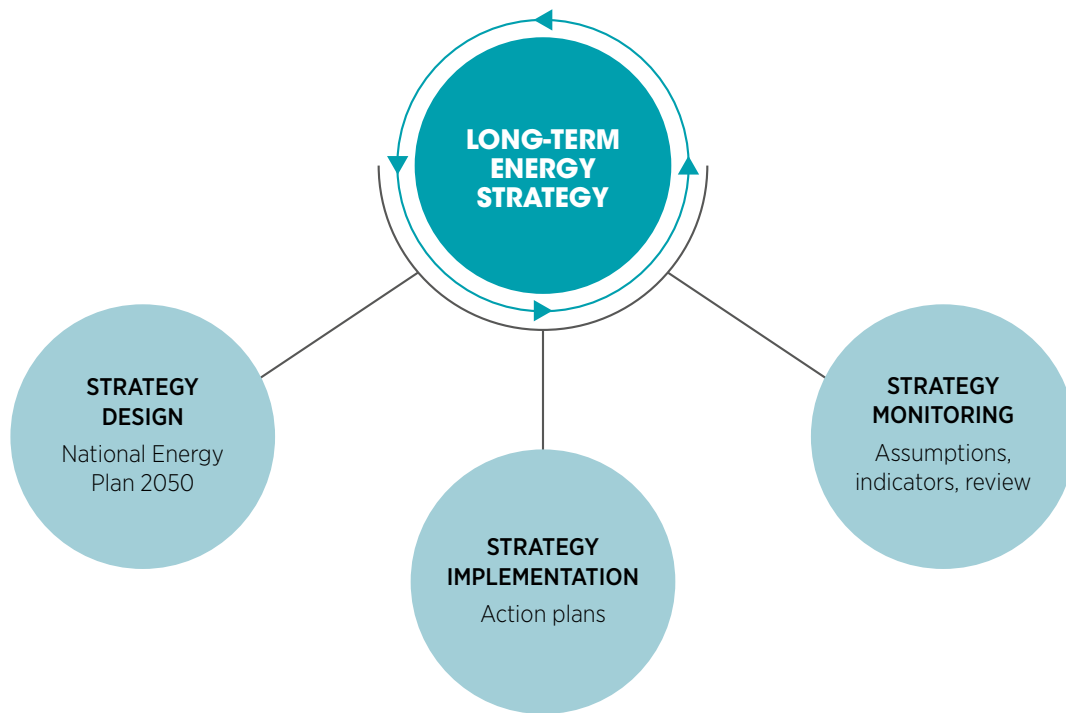 LONG-TERM
ENERGY
STRATEGY
STRATEGY
DESIGN
National Energy
Plan 2050
STRATEGY
IMPLEMENTATION
Action plans
STRATEGY
MONITORING
Assumptions,
indicators, review